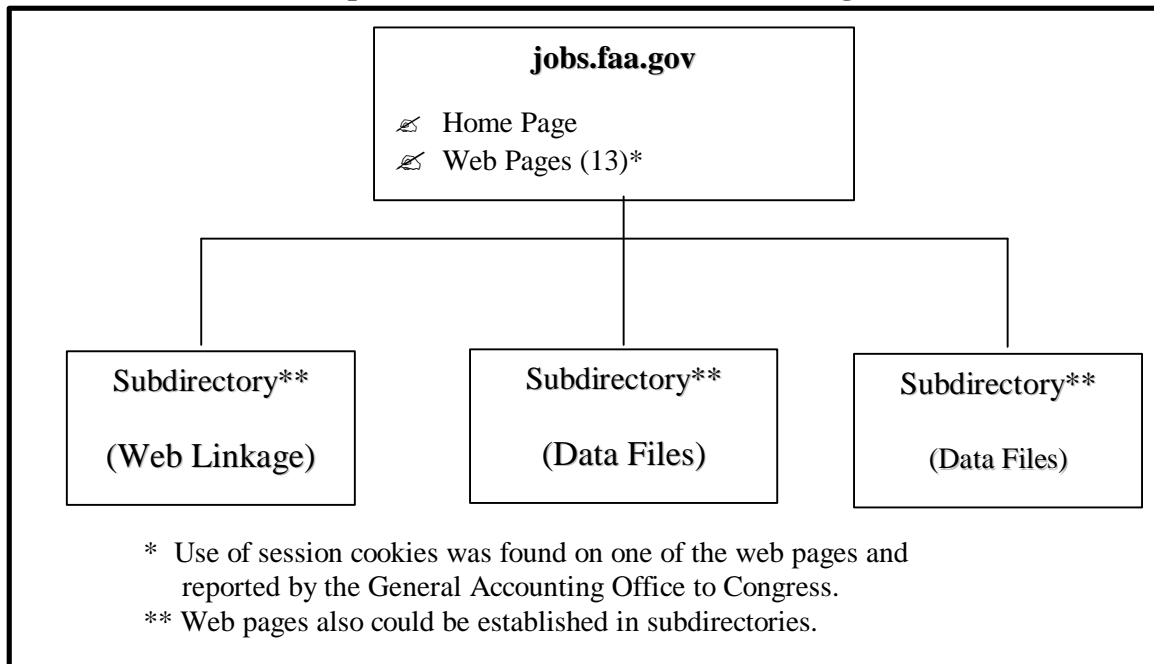 jobs.faa.gov
Home Page
Web Pages (13)*
Subdirectory**
(Web Linkage)
Subdirectory**
(Data Files)
Subdirectory**
(Data Files)
* Use of session cookies was found on one of the web pages and
reported by the General Accounting Office to Congress.
** Web pages also could be established in subdirectories.